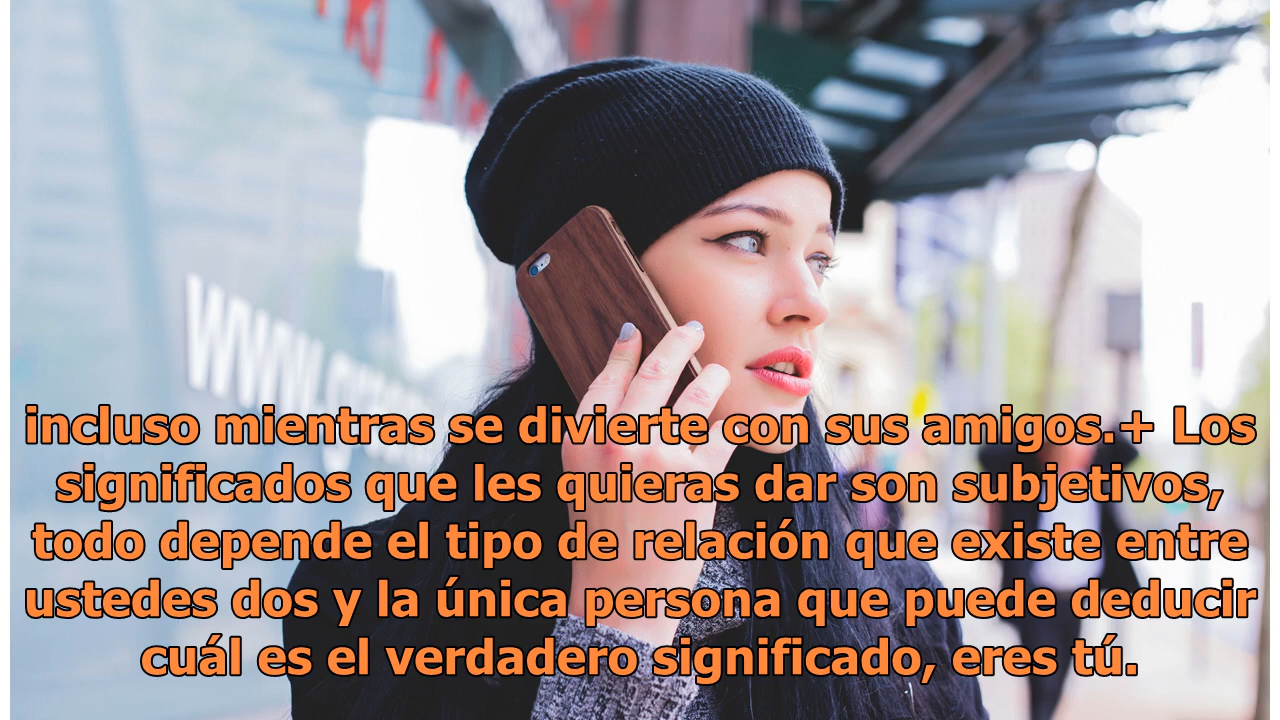 WWW.
incluso mientras se divierte con sus amigos.+ Los
significados que les quieras dar son subjetivos,
todo depende el tipo de relación que existe entre
ustedes dos y la única persona que puede deducir
cuál es el verdadero significado, eres tú.